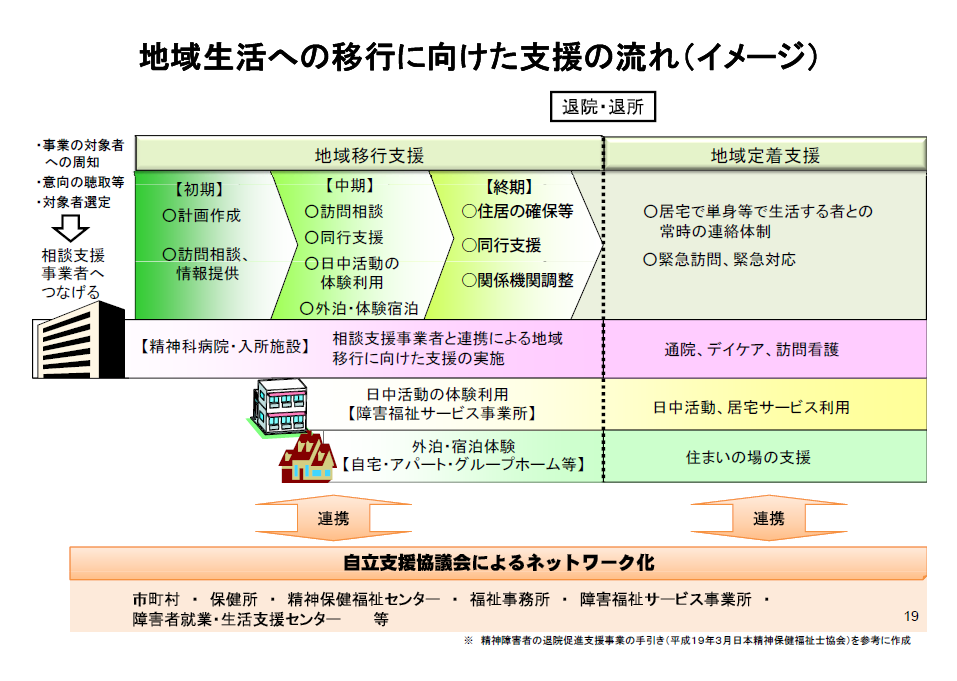 地域生活への移行に向けた支援の流れ（イメージ）
退院・退所
・事業の対象者
への周知
・意向の聴取等
・対象者選定
相談支援
事業者へ
つなげる
地域移行支援
【初期】
○計画作成
○訪問相談、
情報提供
【中期】
○訪問相談
○同行支援
○日中活動の
体験利用
○外泊・体験宿泊
【終期】
○住居の確保等
○同行支援
○関係機関調整
地域定着支援
○居宅で単身等で生活する者との
常時の連絡体制
○緊急訪問、緊急対応
【精神科病院・入所施設】
相談支援事業者と連携による地域
移行に向けた支援の実施
通院、デイケア、訪問看護
日中活動の体験利用
【障害福祉サービス事業所】
日中活動、居宅サービス利用
外泊・宿泊体験
【自宅・アパート・グループホーム等】
住まいの場の支援
連携
連携
自立支援協議会によるネットワーク化
市町村 ・ 保健所 ・ 精神保健福祉センター ・ 福祉事務所 ・ 障害福祉サービス事業所 ・
障害者就業・生活支援センター 等
19
※ 精神障害者の退院促進支援事業の手引き（平成19年3月日本精神保健福祉士協会）を参考に作成